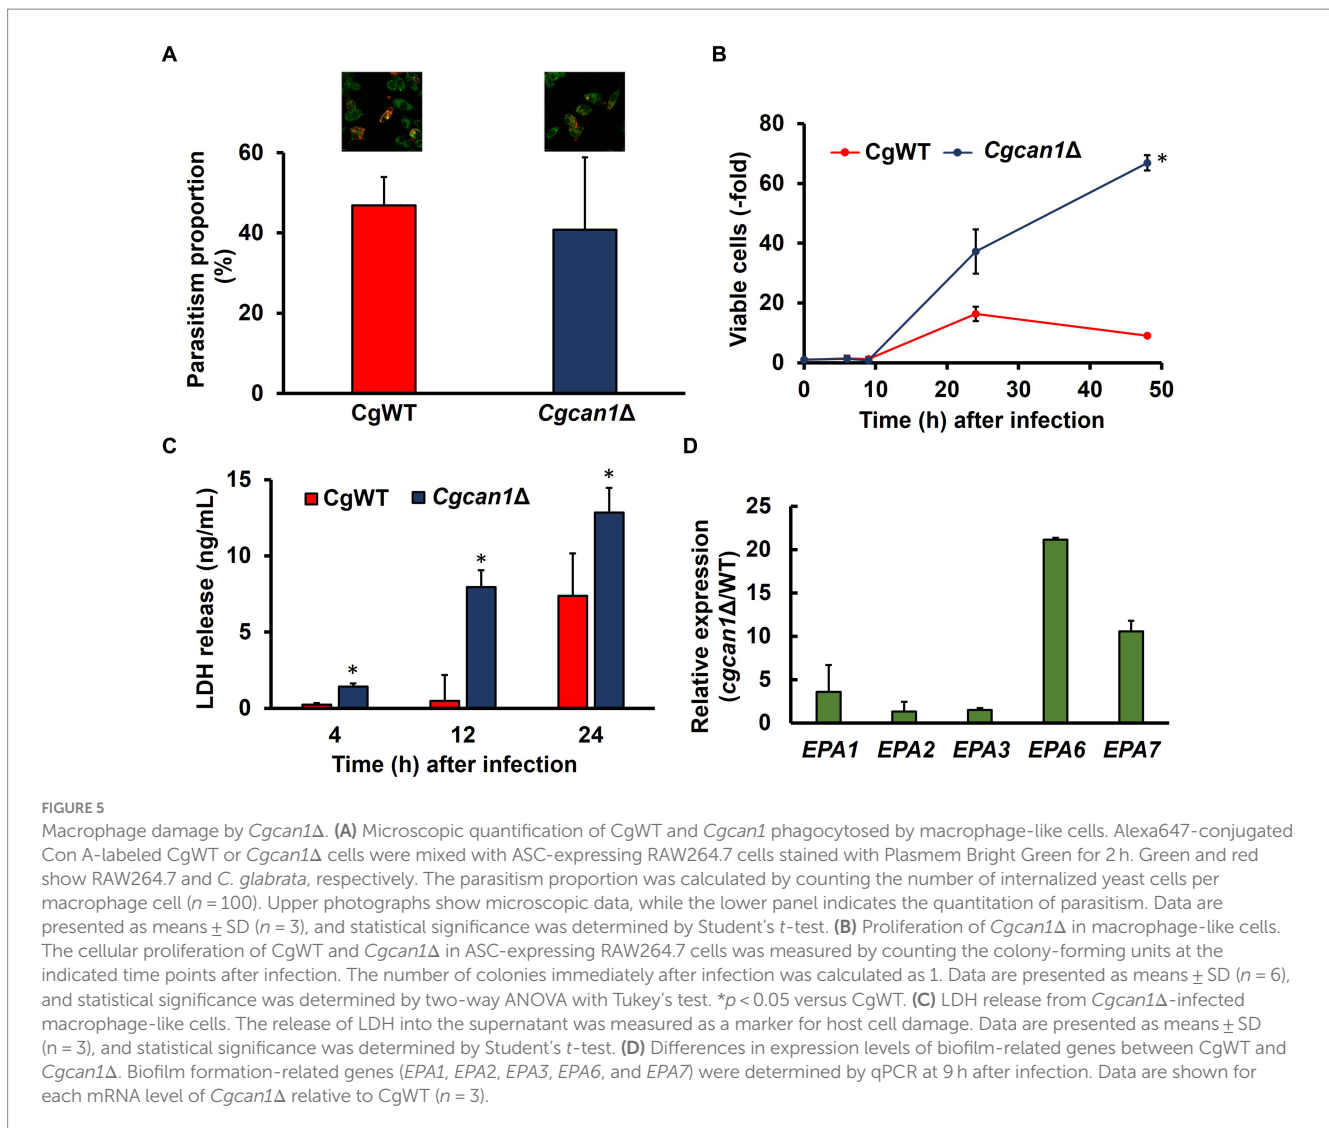 A
60
40
20
0
Parasitism proportion
(%)
CgWT
Cgcan1Δ
B
80
60
40
20
0
Viable cells (-fold)
CgWT
Cgcan1Δ
*
0 10 20 30 40 50
Time (h) after infection
C
15
10
5
0
LDH release (ng/mL)
CgWT
Cgcan1Δ
*
*
*
4 12 24
Time (h) after infection
D
25
20
15
10
5
0
Relative expression
(cgcan1Δ/WT)
EPA1 EPA2 EPA3 EPA6 EPA7
FIGURE 5
Macrophage damage by Cgcan1Δ. (A) Microscopic quantification of CgWT and Cgcan1 phagocytosed by macrophage-like cells. Alexa647-conjugated
Con A-labeled CgWT or Cgcan1Δ cells were mixed with ASC-expressing RAW264.7 cells stained with Plasmem Bright Green for 2 h. Green and red
show RAW264.7 and C. glabrata, respectively. The parasitism proportion was calculated by counting the number of internalized yeast cells per
macrophage cell (n = 100). Upper photographs show microscopic data, while the lower panel indicates the quantitation of parasitism. Data are
presented as means ± SD (n = 3), and statistical significance was determined by Student's t-test. (B) Proliferation of Cgcan1Δ in macrophage-like cells.
The cellular proliferation of CgWT and Cgcan1Δ in ASC-expressing RAW264.7 cells was measured by counting the colony-forming units at the
indicated time points after infection. The number of colonies immediately after infection was calculated as 1. Data are presented as means ± SD (n = 6),
and statistical significance was determined by two-way ANOVA with Tukey's test. *p < 0.05 versus CgWT. (C) LDH release from Cgcan1Δ-infected
macrophage-like cells. The release of LDH into the supernatant was measured as a marker for host cell damage. Data are presented as means ± SD
(n = 3), and statistical significance was determined by Student's t-test. (D) Differences in expression levels of biofilm-related genes between CgWT and
Cgcan1Δ. Biofilm formation-related genes (EPA1, EPA2, EPA3, EPA6, and EPA7) were determined by qPCR at 9 h after infection. Data are shown for
each mRNA level of Cgcan1Δ relative to CgWT (n = 3).